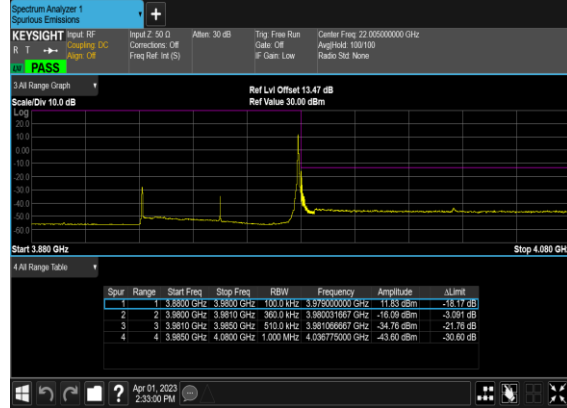 Spectrum Analyzer 1
Spurious Emissions
+
KEYSIGHT Input: RF Input Z: 50 Ω Atten: 30 dB Trig: Free Run Center Freq: 22.005000000 GHz
R T Coupling: DC Corrections: Off Gate: Off Avg|Hold: 100/100
Align: Off Freq Ref: Int (S) IF Gain: Low Radio Std: None
PASS
3 All Range Graph
Ref Lvl Offset 13.47 dB
Scale/Div 10.0 dB Ref Value 30.00 dBm
Log
20.0
10.0
0.00
-10.0
-20.0
-30.0
-40.0
-50.0
-60.0
Start 3.880 GHz Stop 4.080 GH
4 All Range Table
Spur Range Start Freq Stop Freq RBW Frequency Amplitude ΔLimit
1 1 3.8800 GHz 3.9800 GHz 100.0 kHz 3.979000000 GHz 11.83 dBm -18.17 dB
2 2 3.9800 GHz 3.9810 GHz 360.0 kHz 3.980031667 GHz -16.09 dBm -3.091 dB
3 3 3.9810 GHz 3.9850 GHz 510.0 kHz 3.981066667 GHz -34.76 dBm -21.76 dB
4 4 3.9850 GHz 4.0800 GHz 1.000 MHz 4.036775000 GHz -43.60 dBm -30.60 dB
? Apr 01, 2023
2:33:00 PM